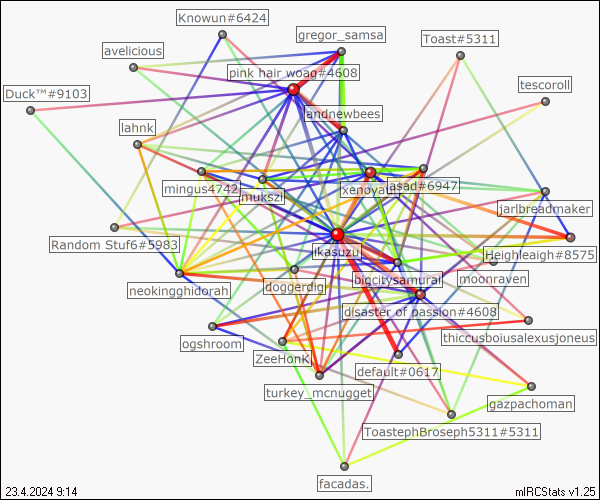 Knowun#6424
gregor_samsa
Toast#5311
avelicious
pink hair woag#4608
tescoroll
Duck™#9103
andnewbees
lahnk
mingus4742
mukszi
xenoyau
asad#6947
jarlbreadmaker
Random Stuf6#5983
ilkasuzu
Heighleaigh#8575
bigcitysamurai
moonraven
neokingghidorah
doggerdig
disaster of passion#4608
ogshroom
thiccusboiusalexusjoneus
ZeeHonK
default#0617
turkey_mcnugget
gazpachoman
ToastephBroseph5311#5311
facadas.
23.4.2024 9:14
mIRCStats v1.25